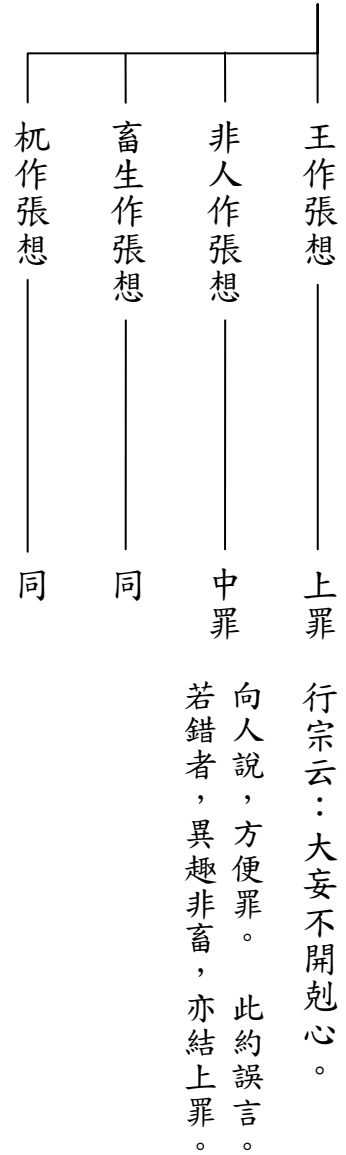 王作張想 上罪 行宗云：大妄不開剋心。
非人作張想 中罪 向人說，方便罪。 此約誤言。
若錯者，異趣非畜，亦結上罪。
畜生作張想 同
杌作張想 同